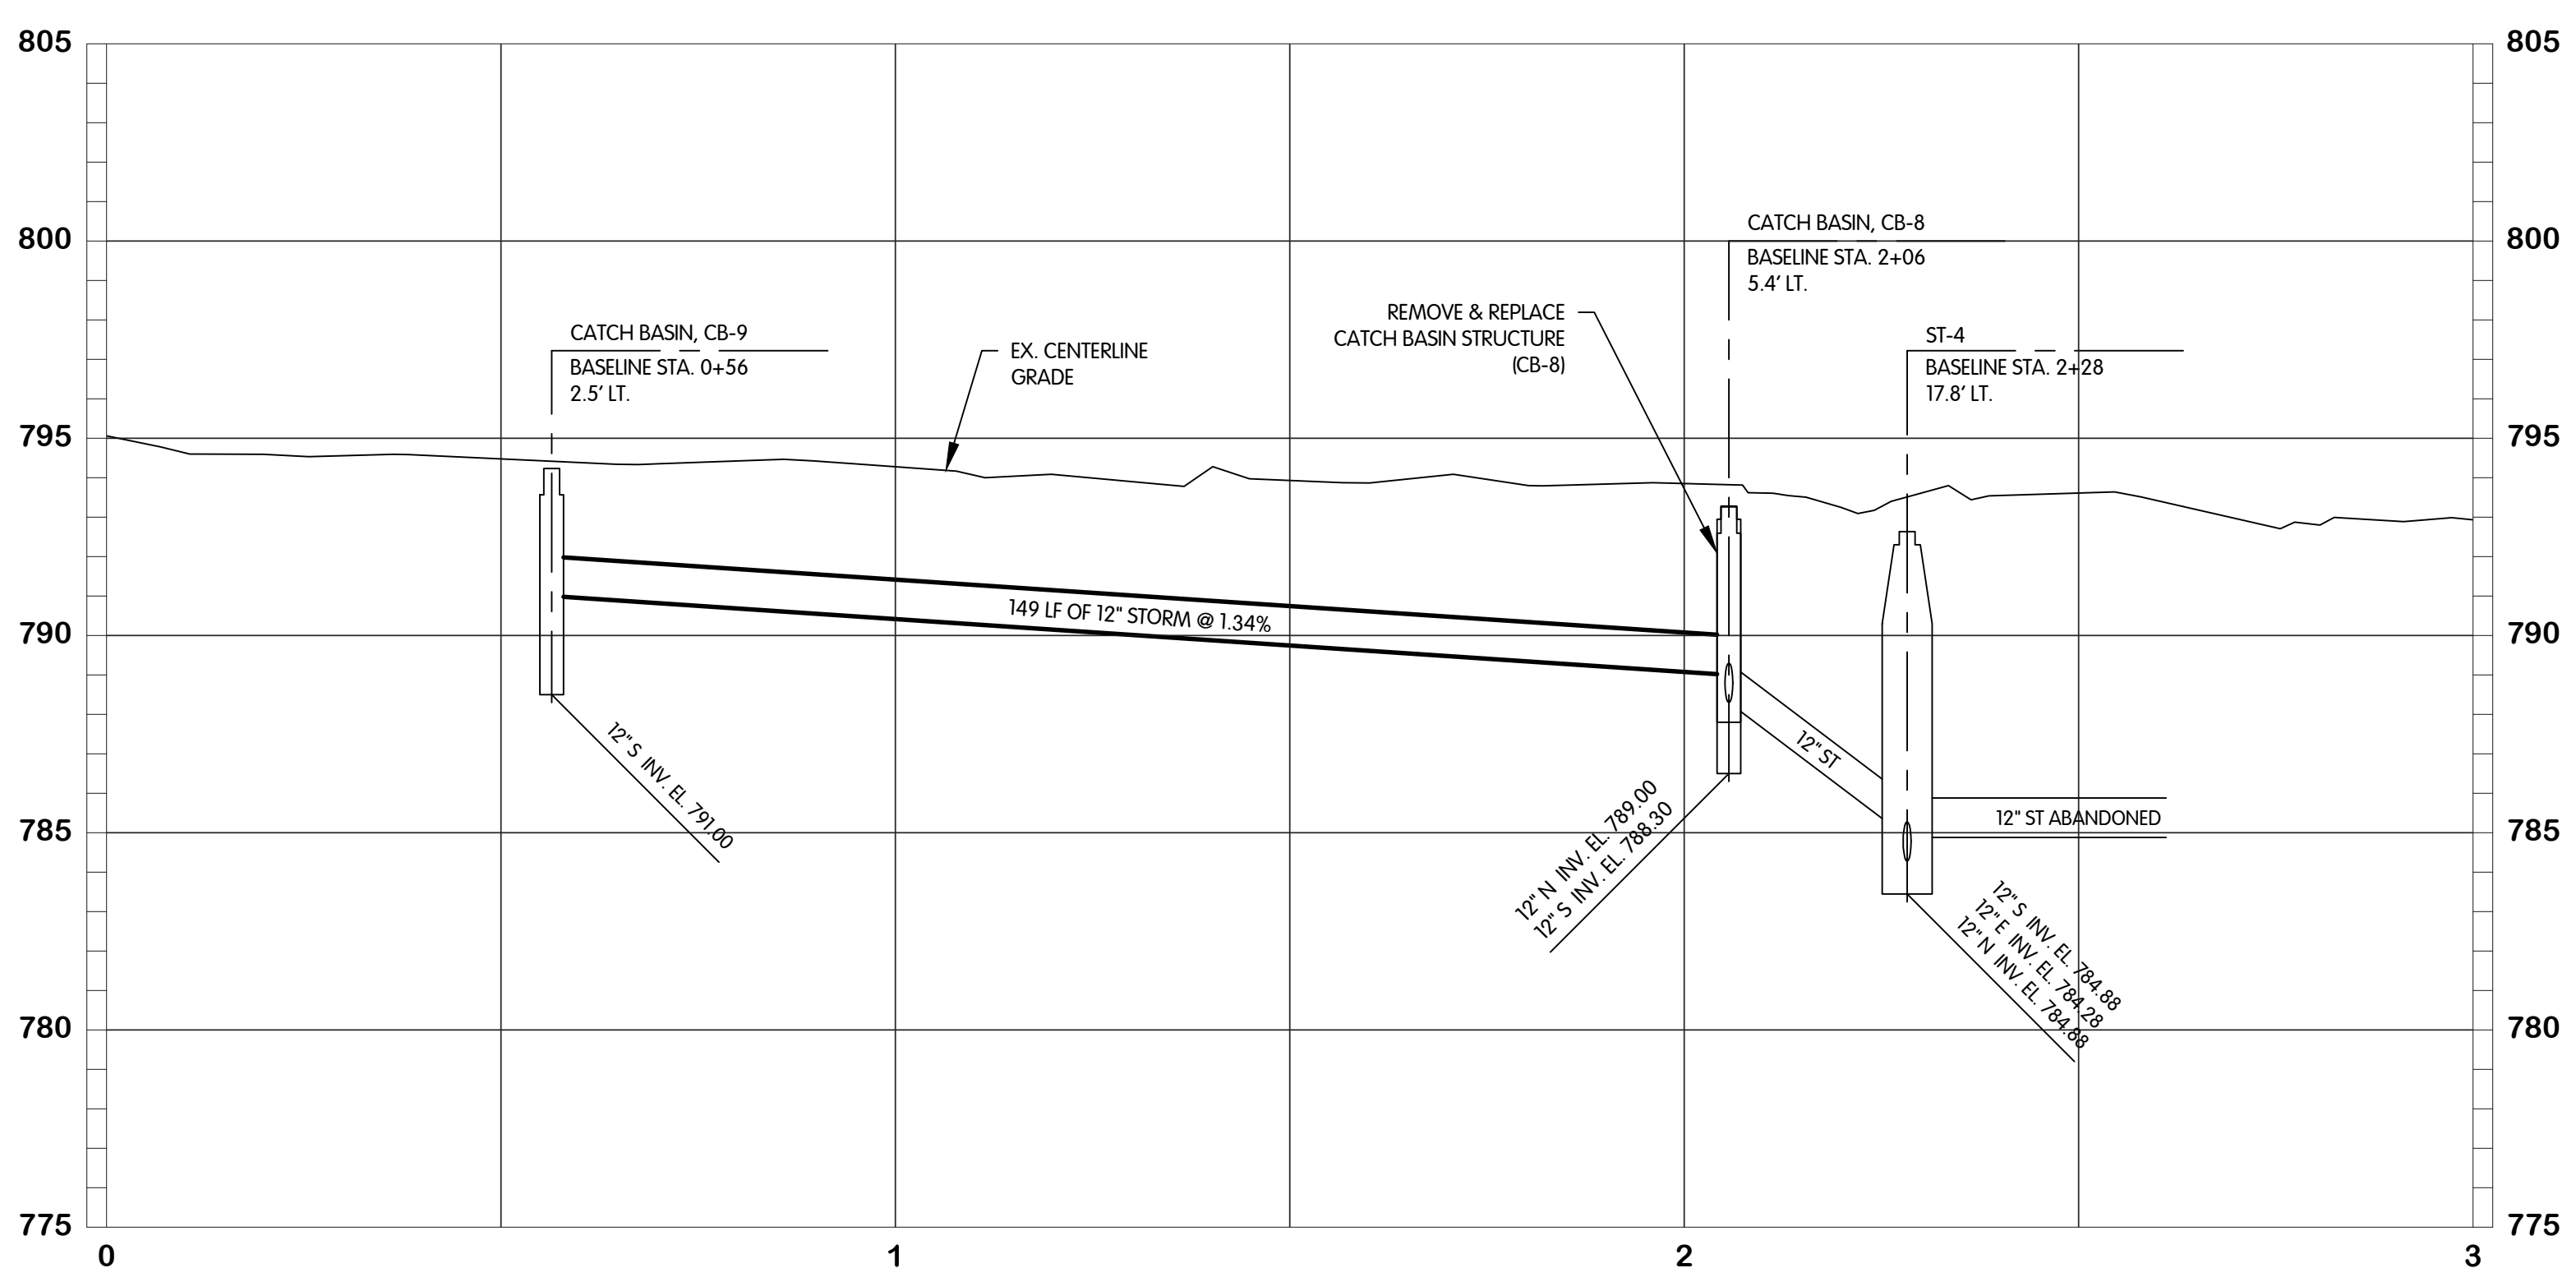 805
805
800
800
795
795
790
790
785
785
780
780
775
775
0
1
2
3
CATCH BASIN, CB-9
BASELINE STA. 0+56
2.5' LT.
EX. CENTERLINE
GRADE
REMOVE & REPLACE
CATCH BASIN STRUCTURE
(CB-8)
CATCH BASIN, CB-8
BASELINE STA. 2+06
5.4' LT.
ST-4
BASELINE STA. 2+28
17.8' LT.
149 LF OF 12" STORM @ 1.34%
12" S INV. EL. 791.00
12" N INV. EL. 789.00
12" S INV. EL. 788.30
12" ST
12" ST ABANDONED
12" S INV. EL. 784.88
12" E INV. EL. 784.28
12" N INV. EL. 784.88